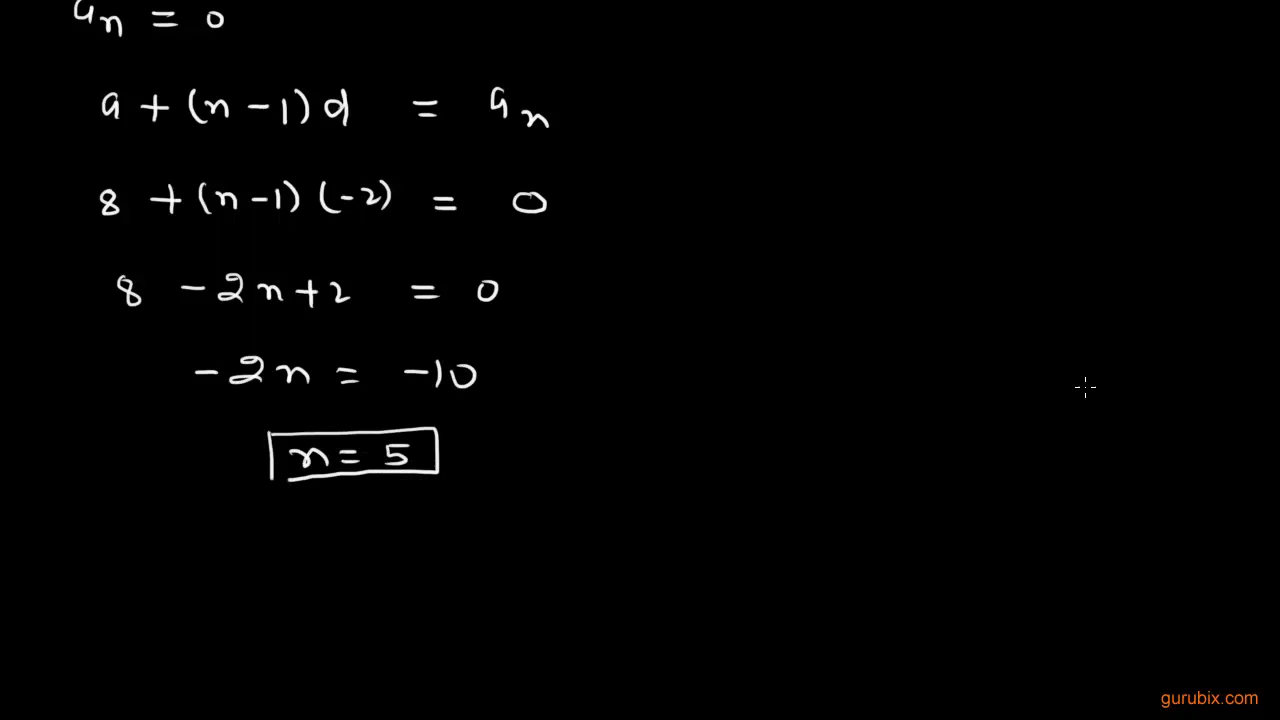 an = 0
a + (n - 1) d = an
8 + (n - 1) (-2) = 0
8 - 2n + 2 = 0
-2n = -10
n = 5
gurubix.com